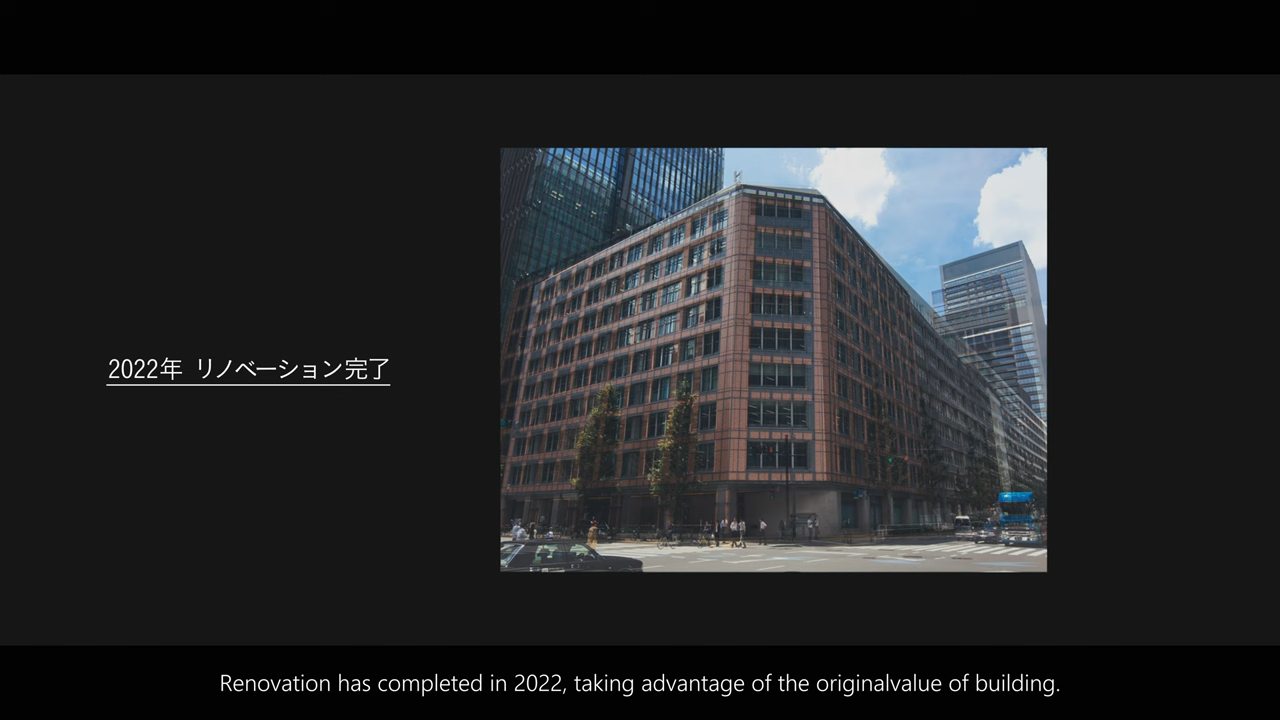 2022年 リノベーション完了
Renovation has completed in 2022, taking advantage of the originalvalue of building.